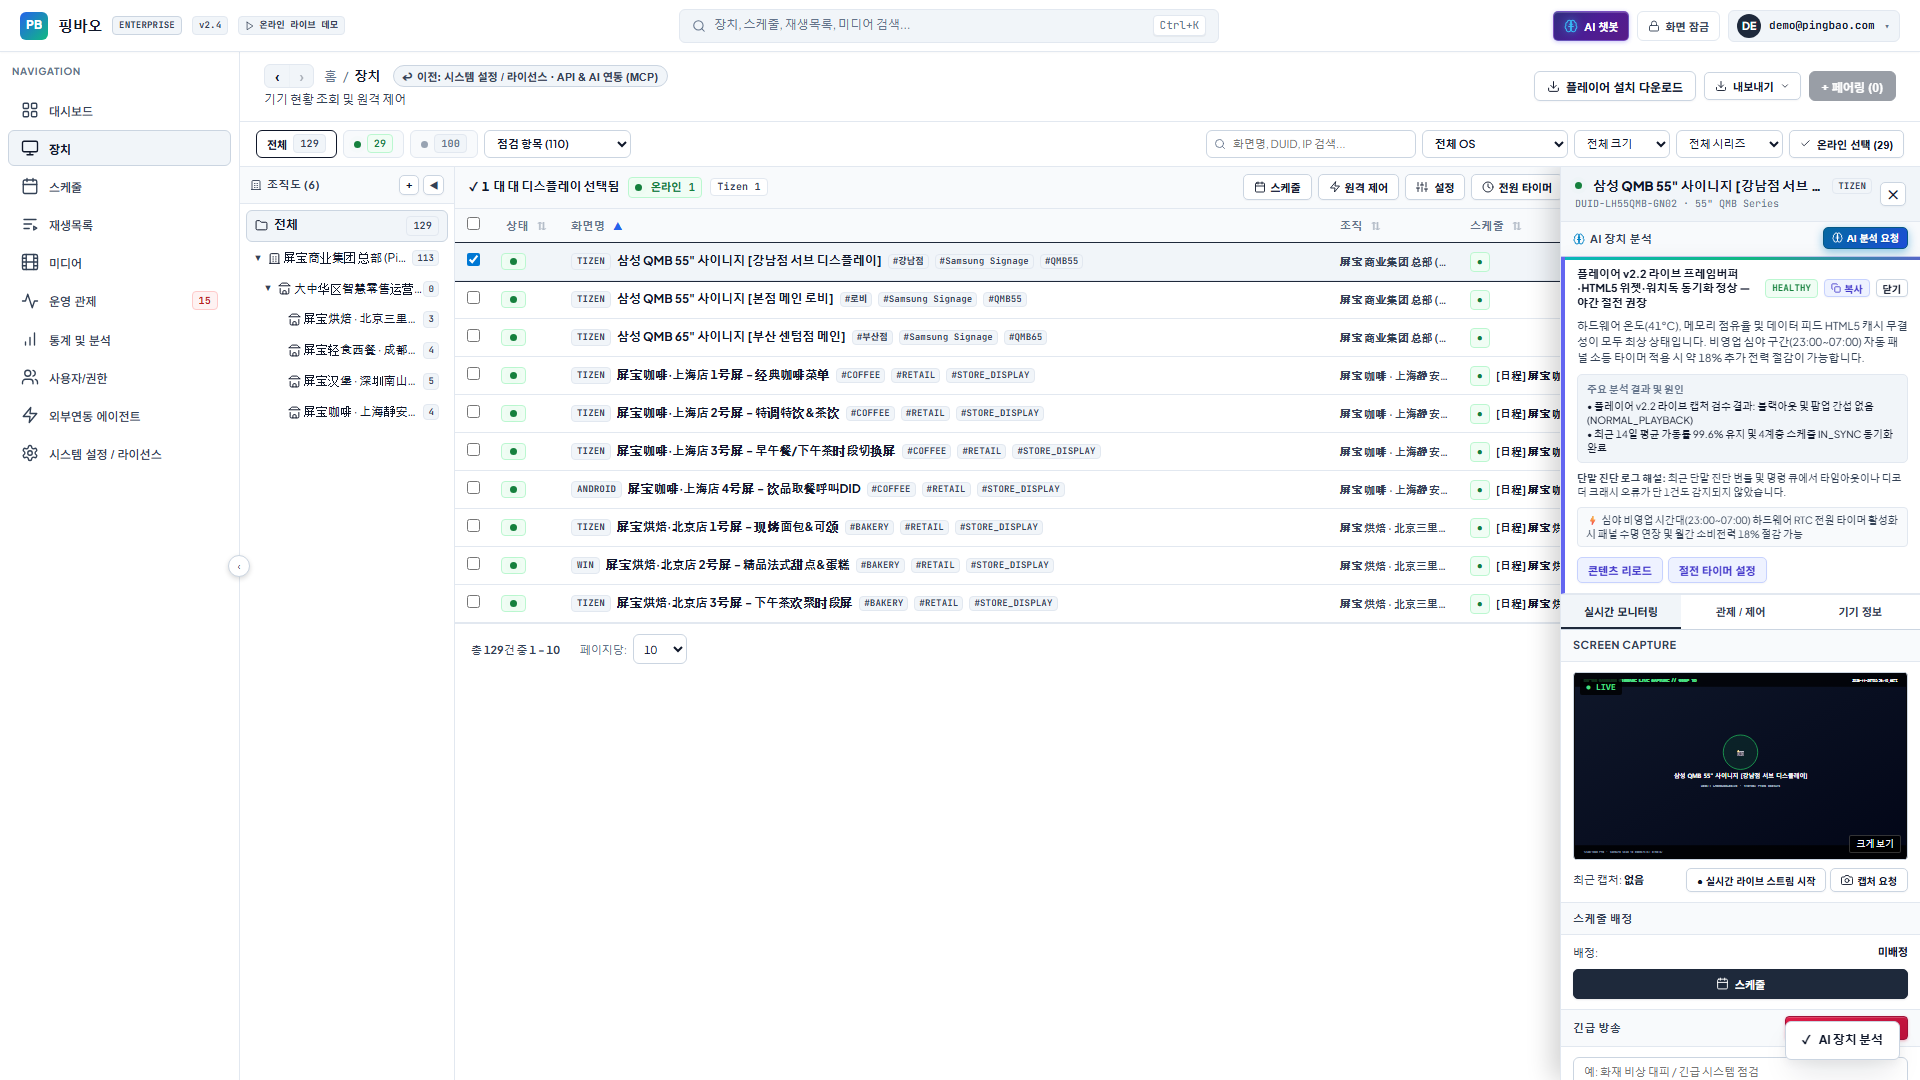 PB 핑바오 ENTERPRISE v2.4 ▷ 온라인 라이브 데모
장치, 스케줄, 재생목록, 미디어 검색... Ctrl+K
AI 챗봇 화면 잠금 DE demo@pingbao.com
NAVIGATION
대시보드
장치
스케줄
재생목록
미디어
운영 관제 15
통계 및 분석
사용자/권한
외부연동 에이전트
시스템 설정 / 라이선스
‹ › 홈 / 장치 ↩ 이전: 시스템 설정 / 라이선스 · API & AI 연동 (MCP)
기기 현황 조회 및 원격 제어
플레이어 설치 다운로드 내보내기 + 페어링 (0)
전체 129 ● 29 ● 100 점검 항목 (110)
화면명, DUID, IP 검색... 전체 OS 전체 크기 전체 시리즈 ✓ 온라인 선택 (29)
조직도 (6) + ◀
전체 129
▼ 屏宝商业集团总部 (Pi... 113
▼ 大中华区智慧零售运营... 0
屏宝烘焙 · 北京三里... 3
屏宝轻食西餐 · 成都... 4
屏宝汉堡 · 深圳南山... 5
屏宝咖啡 · 上海静安... 4
✓ 1 대 대 디스플레이 선택됨 ● 온라인 1 Tizen 1
스케줄 원격 제어 설정 전원 타이머
상태 ⇅ 화면명 ▲ 조직 ⇅ 스케줄 ⇅
TIZEN 삼성 QMB 55" 사이니지 [강남점 서브 디스플레이] #강남점 #Samsung Signage #QMB55 屏宝商业集团总部 (...
TIZEN 삼성 QMB 55" 사이니지 [본점 메인 로비] #로비 #Samsung Signage #QMB55 屏宝商业集团总部 (...
TIZEN 삼성 QMB 65" 사이니지 [부산 센텀점 메인] #부산점 #Samsung Signage #QMB65 屏宝商业集团总部 (...
TIZEN 屏宝咖啡·上海店 1号屏 – 经典咖啡菜单 #COFFEE #RETAIL #STORE_DISPLAY 屏宝咖啡 · 上海静安... [日程] 屏宝
TIZEN 屏宝咖啡·上海店 2号屏 – 特调特饮&茶饮 #COFFEE #RETAIL #STORE_DISPLAY 屏宝咖啡 · 上海静安... [日程] 屏宝
TIZEN 屏宝咖啡·上海店 3号屏 – 早午餐/下午茶时段切换屏 #COFFEE #RETAIL #STORE_DISPLAY 屏宝咖啡 · 上海静安... [日程] 屏宝
ANDROID 屏宝咖啡·上海店 4号屏 – 饮品取餐呼叫DID #COFFEE #RETAIL #STORE_DISPLAY 屏宝咖啡 · 上海静安... [日程] 屏宝
TIZEN 屏宝烘焙·北京店 1号屏 – 现烤面包&可颂 #BAKERY #RETAIL #STORE_DISPLAY 屏宝烘焙 · 北京三里... [日程] 屏宝
WIN 屏宝烘焙·北京店 2号屏 – 精品法式甜点&蛋糕 #BAKERY #RETAIL #STORE_DISPLAY 屏宝烘焙 · 北京三里... [日程] 屏宝
TIZEN 屏宝烘焙·北京店 3号屏 – 下午茶欢聚时段屏 #BAKERY #RETAIL #STORE_DISPLAY 屏宝烘焙 · 北京三里... [日程] 屏宝
총 129건 중 1 – 10 페이지당: 10
● 삼성 QMB 55" 사이니지 [강남점 서브 ... TIZEN ✕
DUID-LH55QMB-GN02 · 55" QMB Series
AI 장치 분석 AI 분석 요청
플레이어 v2.2 라이브 프레임버퍼
·HTML5 위젯·워치독 동기화 정상 —
야간 절전 권장
HEALTHY 복사 닫기
하드웨어 온도(41°C), 메모리 점유율 및 데이터 피드 HTML5 캐시 무결
성이 모두 최상 상태입니다. 비영업 심야 구간(23:00~07:00) 자동 패
널 소등 타이머 적용 시 약 18% 추가 전력 절감이 가능합니다.
주요 분석 결과 및 원인
• 플레이어 v2.2 라이브 캡처 검수 결과: 블랙아웃 및 팝업 간섭 없음
(NORMAL_PLAYBACK)
• 최근 14일 평균 가동률 99.6% 유지 및 4계층 스케줄 IN_SYNC 동기화
완료
단말 진단 로그 해설: 최근 단말 진단 번들 및 명령 큐에서 타임아웃이나 디코
더 크래시 오류가 단 1건도 감지되지 않았습니다.
심야 비영업 시간대(23:00~07:00) 하드웨어 RTC 전원 타이머 활성화
시 패널 수명 연장 및 월간 소비전력 18% 절감 가능
콘텐츠 리로드 절전 타이머 설정
실시간 모니터링 관제 / 제어 기기 정보
SCREEN CAPTURE
● LIVE
삼성 QMB 55" 사이니지 [강남점 서브 디스플레이]
크게 보기
최근 캡처: 없음 ● 실시간 라이브 스트림 시작 캡처 요청
스케줄 배정
배정: 미배정
스케줄
긴급 방송
✓ AI 장치 분석
예: 화재 비상 대피 / 긴급 시스템 점검